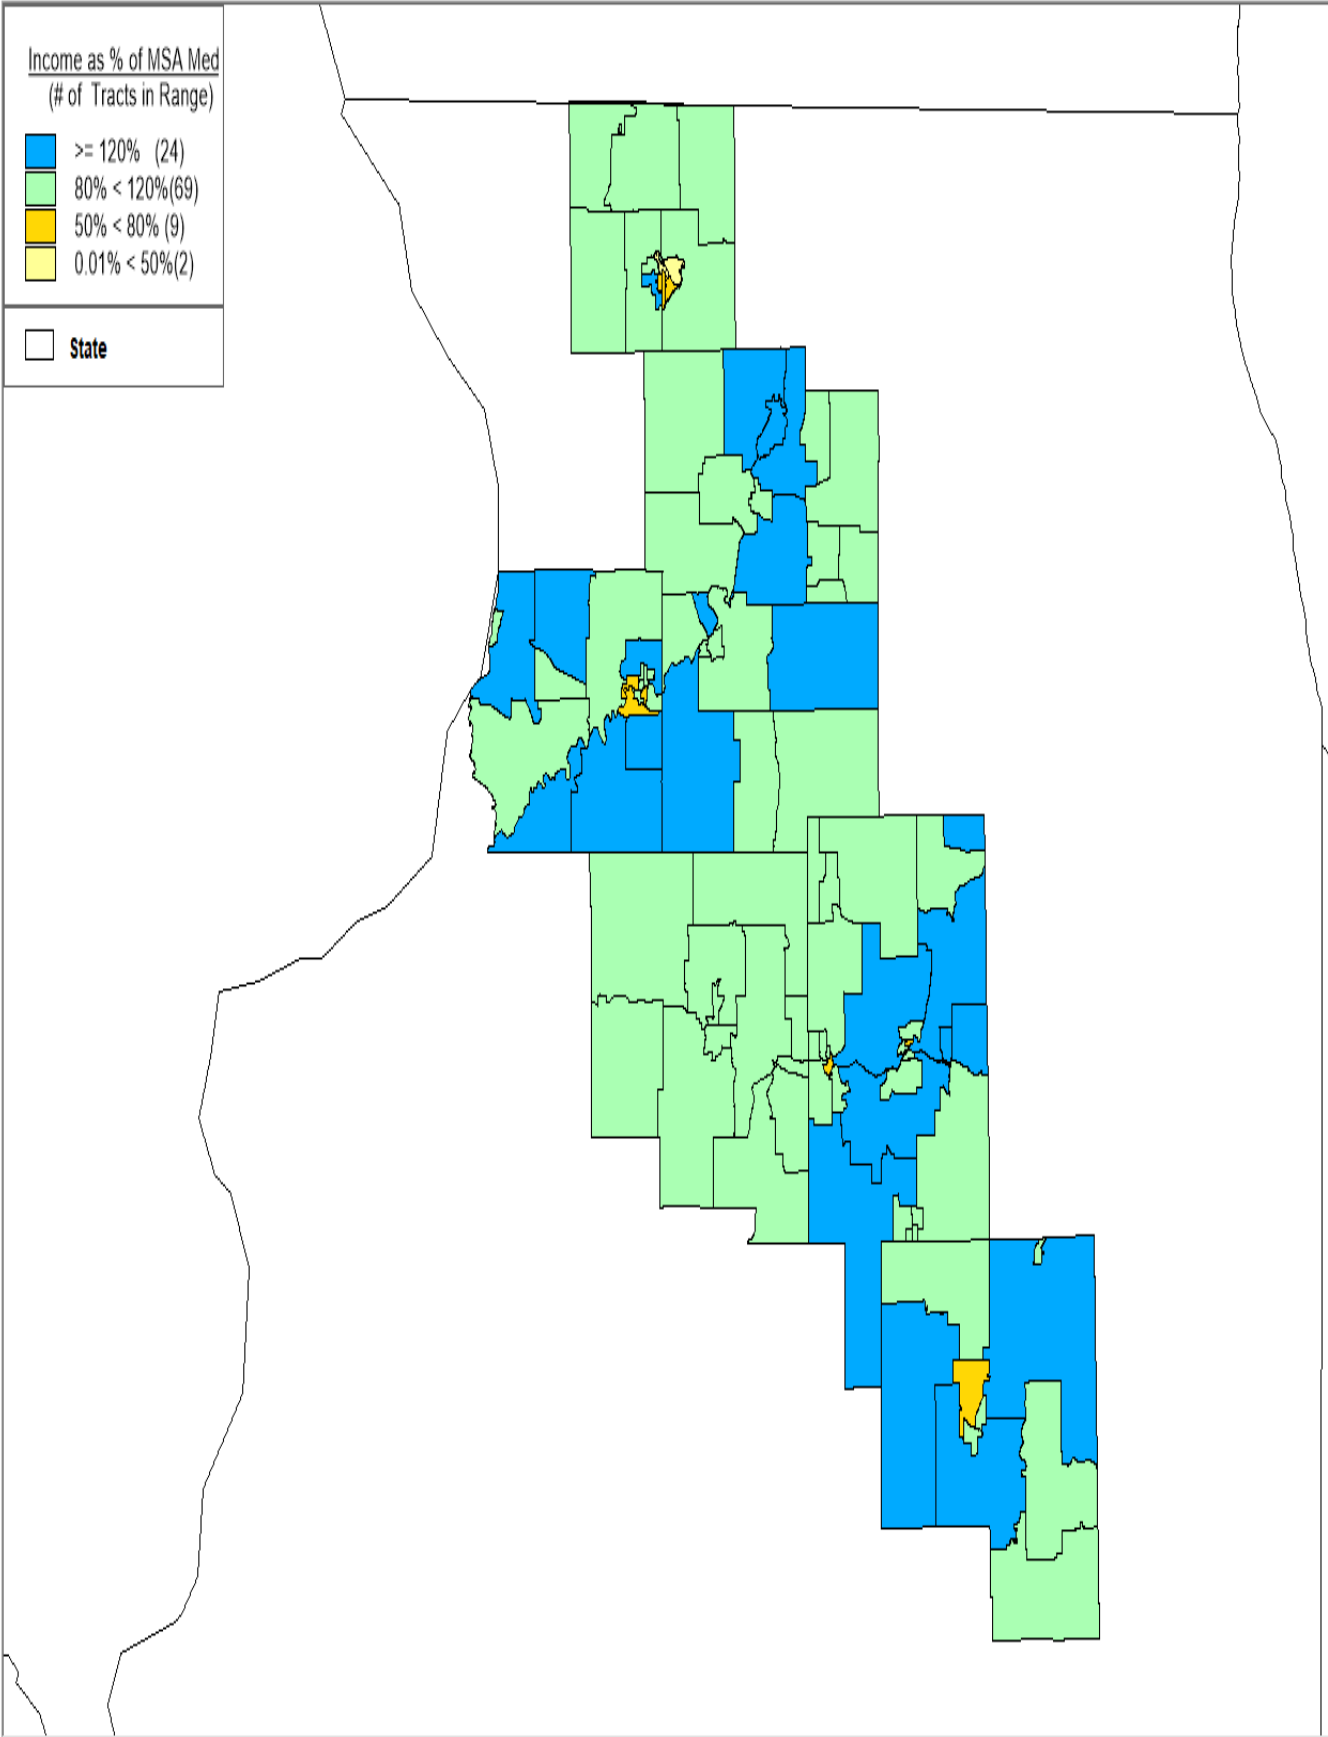 Income as % of MSA Med
(# of Tracts in Range)
>= 120% (24)
80% < 120%(69)
50% < 80% (9)
0.01% < 50%(2)
State